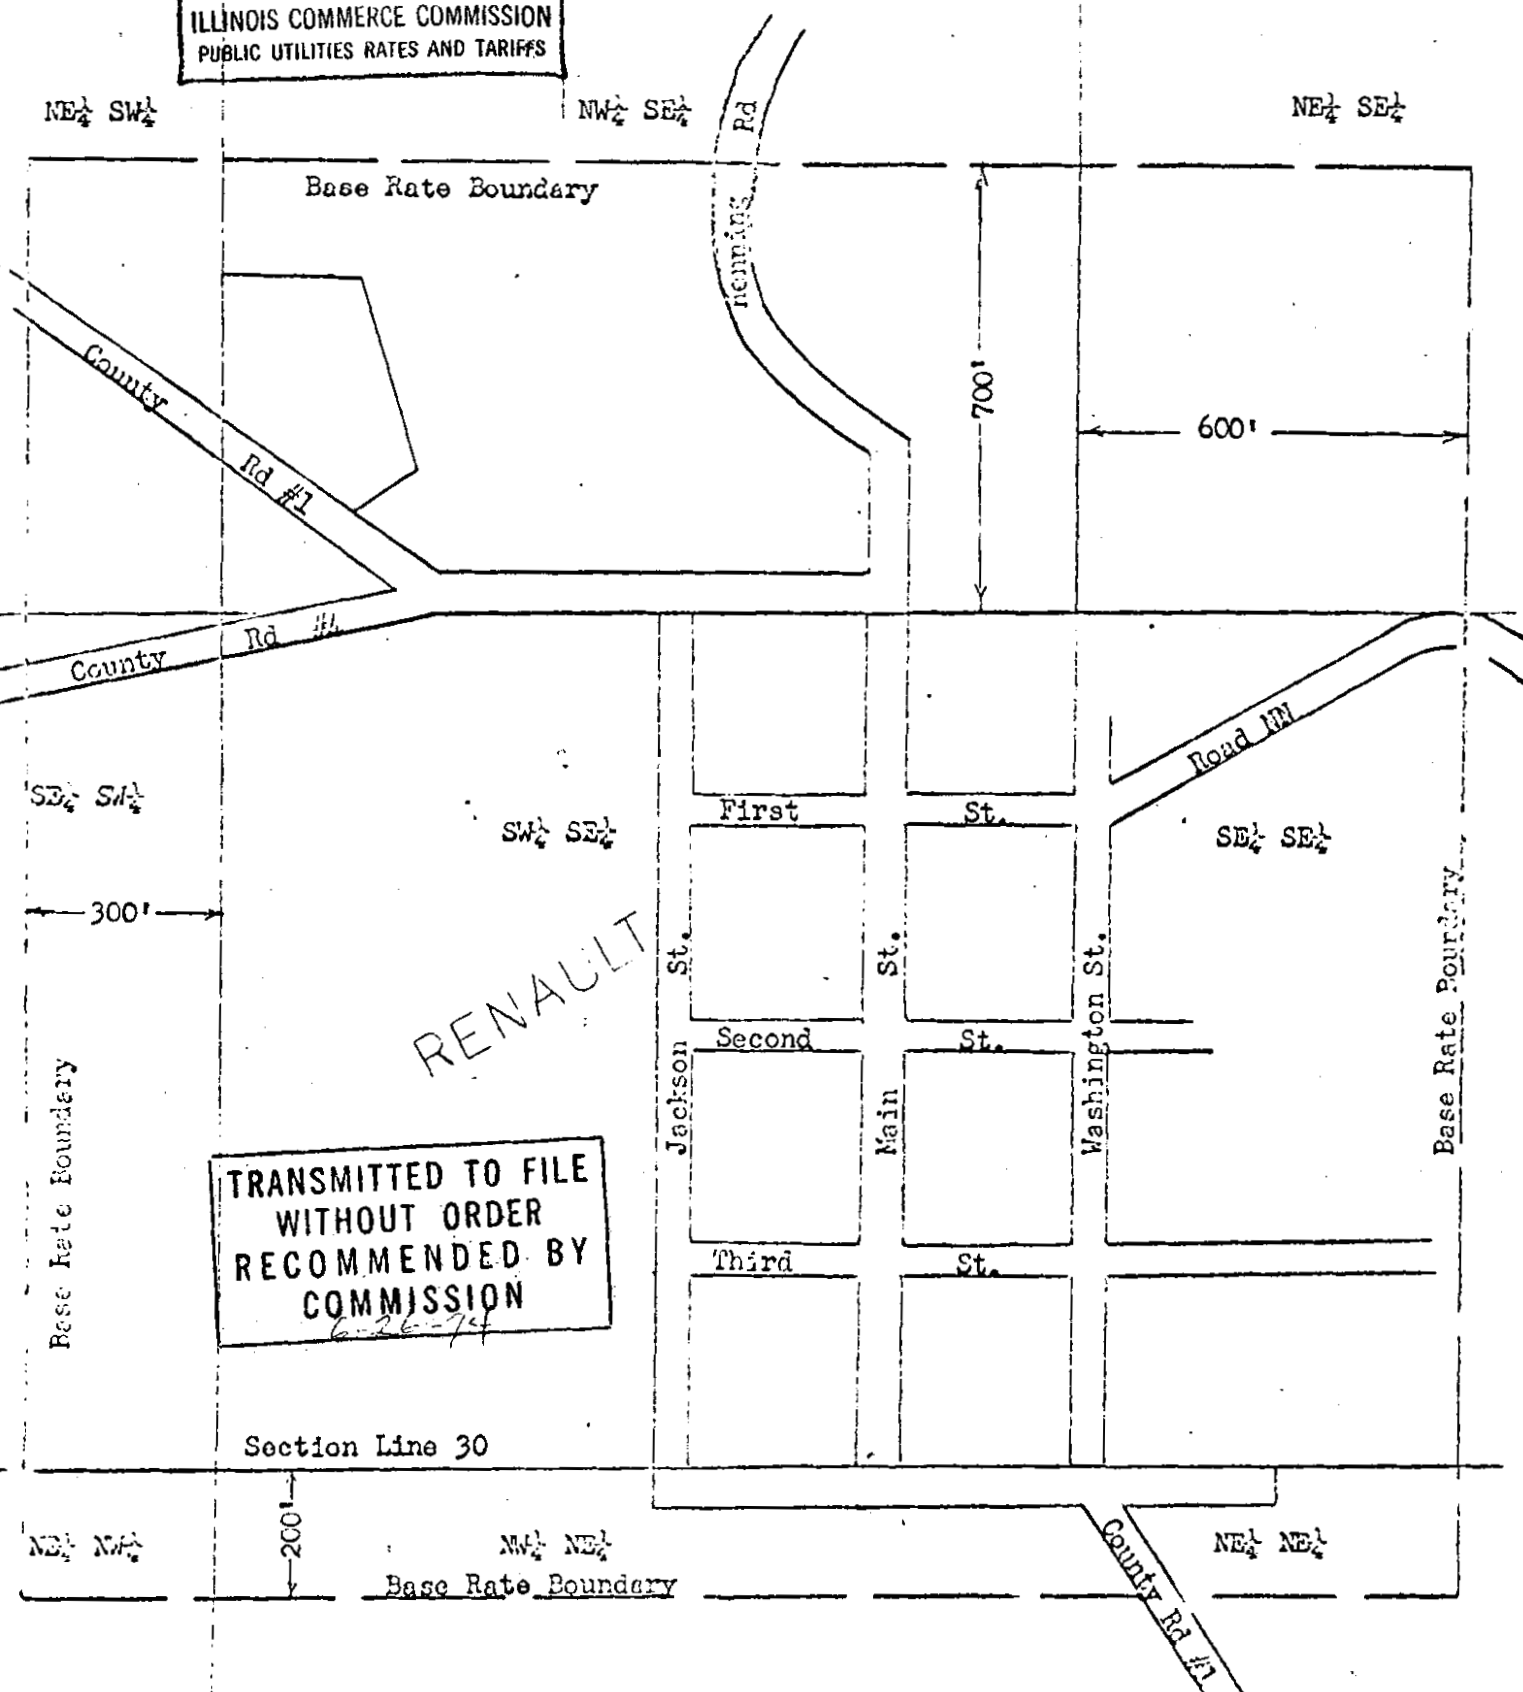 ILLINOIS COMMERCE COMMISSION
PUBLIC UTILITIES RATES AND TARIFFS
NE¼ SW¼
NW¼ SE¼
NE¼ SE¼
Base Rate Boundary
Henning Rd
700'
600'
County Rd #1
County Rd #4
Road NN
SE¼ SW¼
SW¼ SE¼
SE¼ SE¼
First St.
300'
RENAULT
Jackson St.
Main St.
Washington St.
Second St.
Base Rate Boundary
Base Rate Boundary
TRANSMITTED TO FILE
WITHOUT ORDER
RECOMMENDED BY
COMMISSION
6-26-74
Third St.
Section Line 30
200'
NE¼ NW¼
NW¼ NE¼
NE¼ NE¼
Base Rate Boundary
County Rd #1